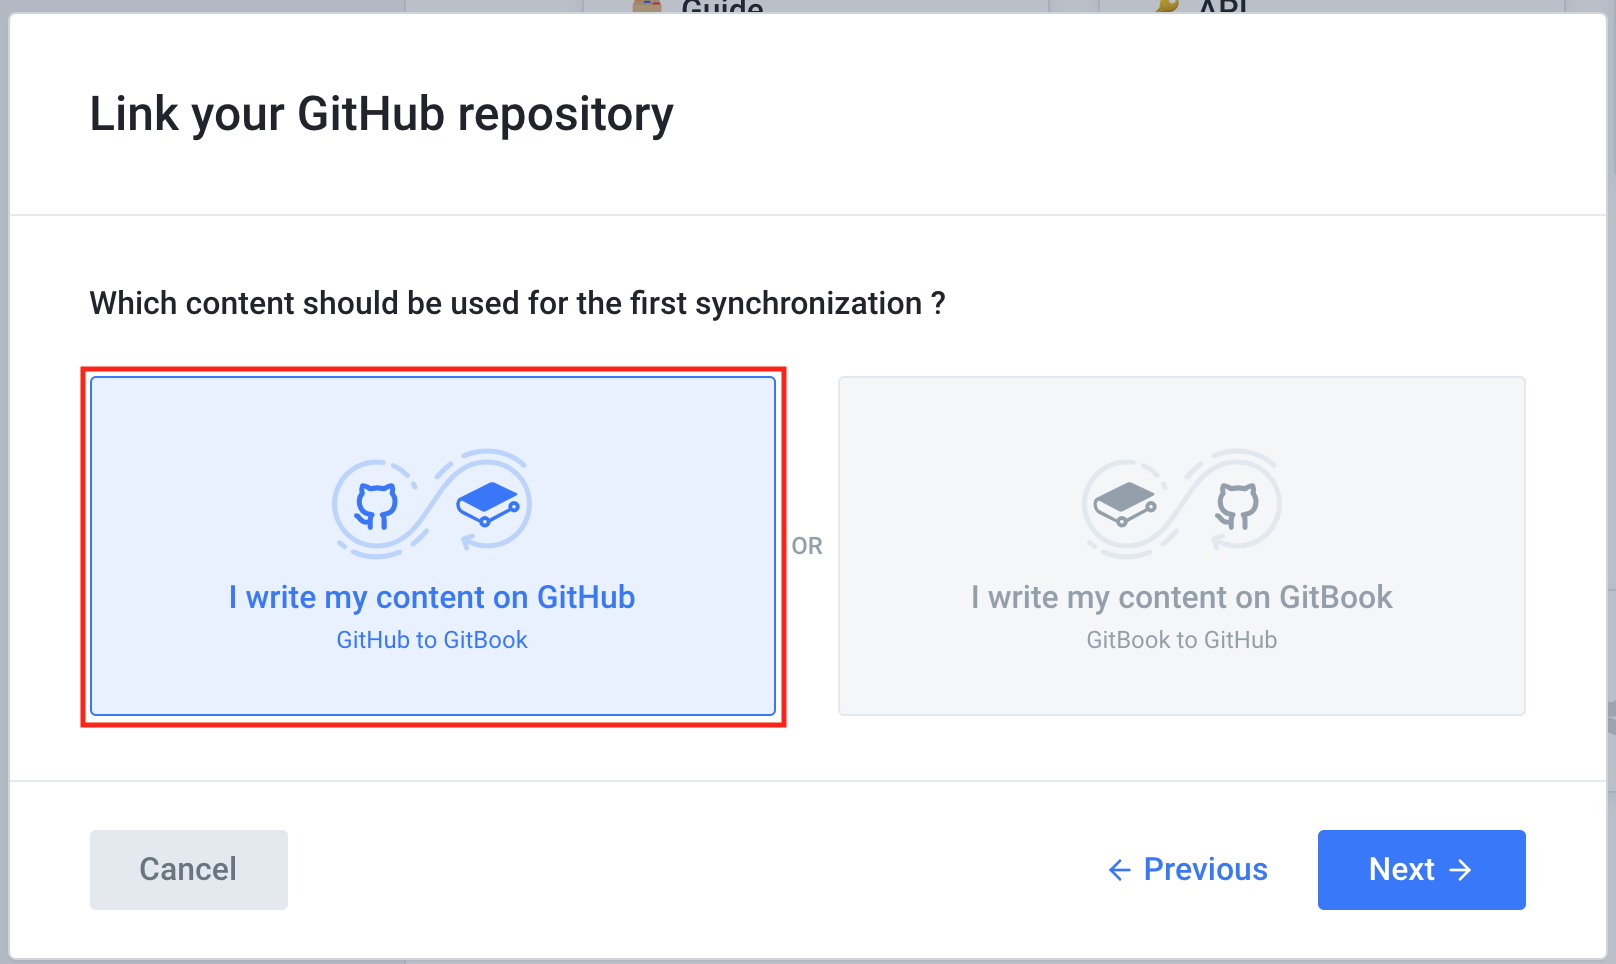 Guide
API
Link your GitHub repository
Which content should be used for the first synchronization ?
I write my content on GitHub
GitHub to GitBook
OR
I write my content on GitBook
GitBook to GitHub
Cancel
← Previous
Next →